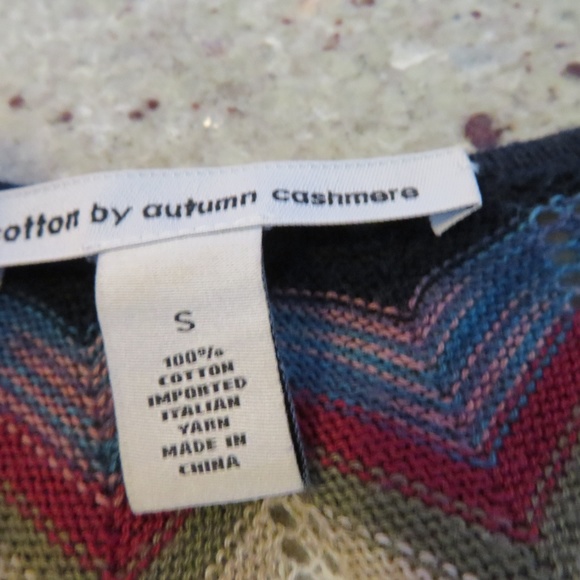 cotton by autumn cashmere
S
100%
COTTON
IMPORTED
ITALIAN
YARN
MADE IN
CHINA